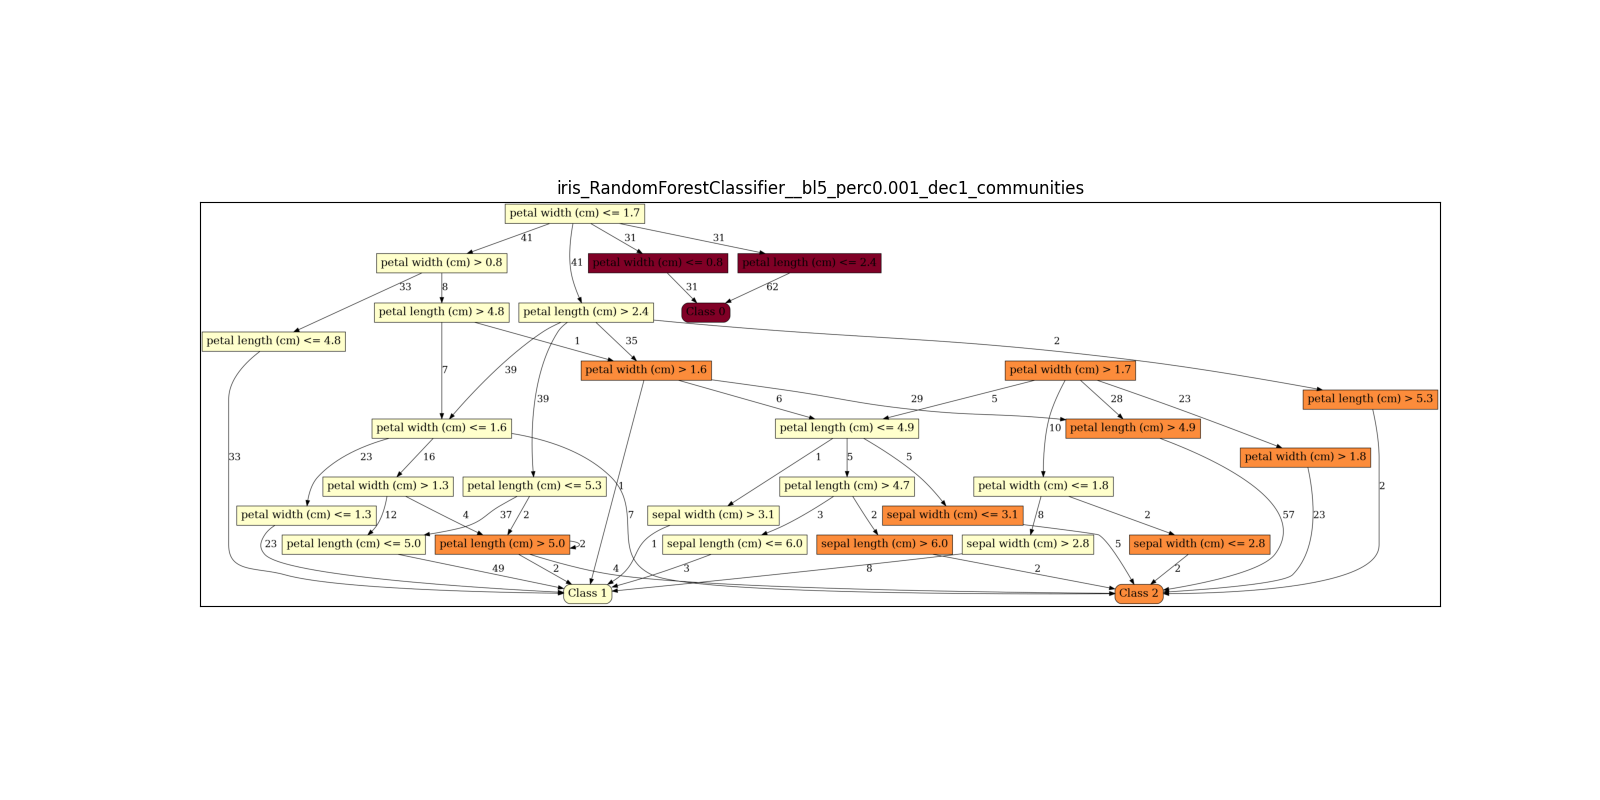 iris_RandomForestClassifier__bl5_perc0.001_dec1_communities
petal width (cm) <= 1.7
41
31
31
petal width (cm) > 0.8
41
petal width (cm) <= 0.8
petal length (cm) <= 2.4
33
8
31
62
petal length (cm) > 4.8
petal length (cm) > 2.4
Class 0
petal length (cm) <= 4.8
1
35
2
7
39
petal width (cm) > 1.6
petal width (cm) > 1.7
39
6
29
5
28
23
petal length (cm) > 5.3
petal width (cm) <= 1.6
petal length (cm) <= 4.9
10
petal length (cm) > 4.9
33
23
16
1
5
5
petal width (cm) > 1.8
petal width (cm) > 1.3
petal length (cm) <= 5.3
1
petal length (cm) > 4.7
petal width (cm) <= 1.8
2
petal width (cm) <= 1.3
12
4
37
2
7
sepal width (cm) > 3.1
3
2
sepal width (cm) <= 3.1
8
2
57
23
23
petal length (cm) <= 5.0
petal length (cm) > 5.0
2
1
sepal length (cm) <= 6.0
sepal length (cm) > 6.0
sepal width (cm) > 2.8
5
sepal width (cm) <= 2.8
49
2
4
3
8
2
2
Class 1
Class 2